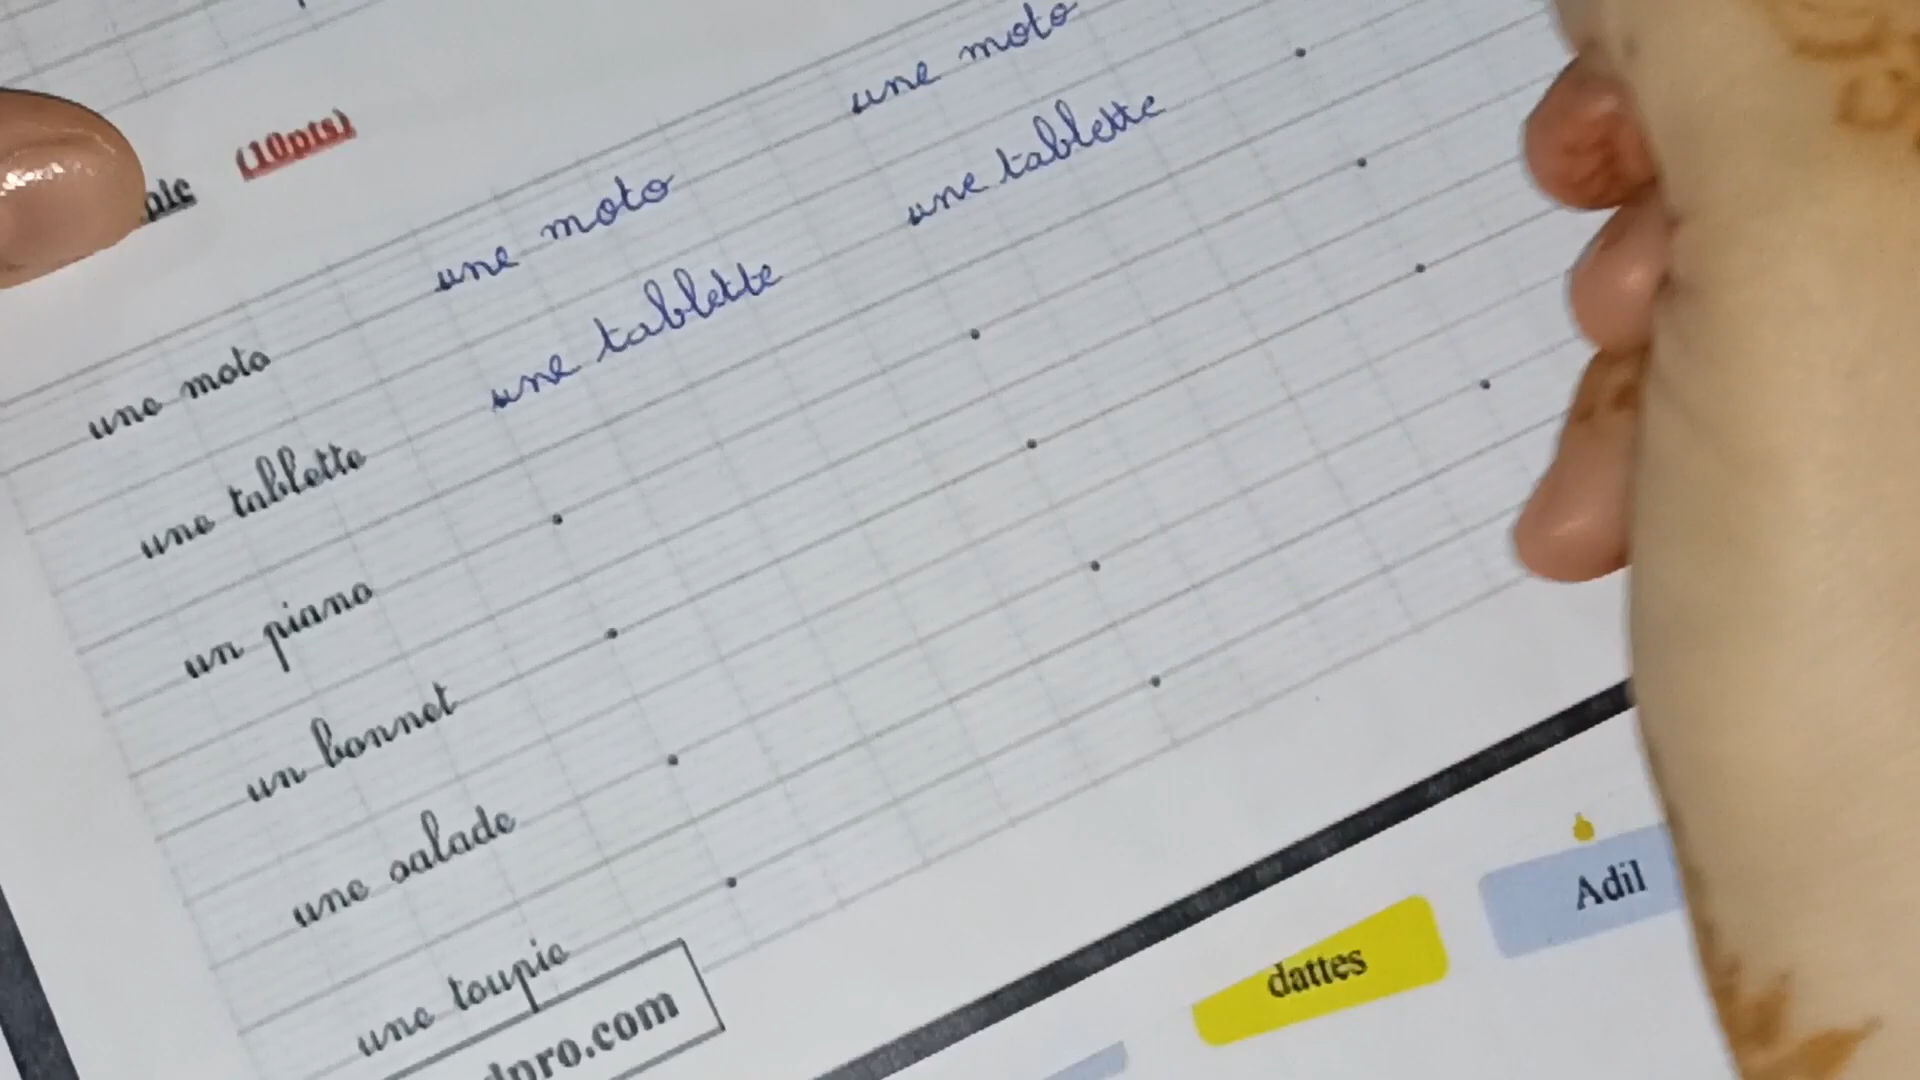 (10pts)
une moto une moto une moto
une tablette une tablette une tablette
un piano
un bonnet
une salade
une toupie
pro.com
dattes
Adil